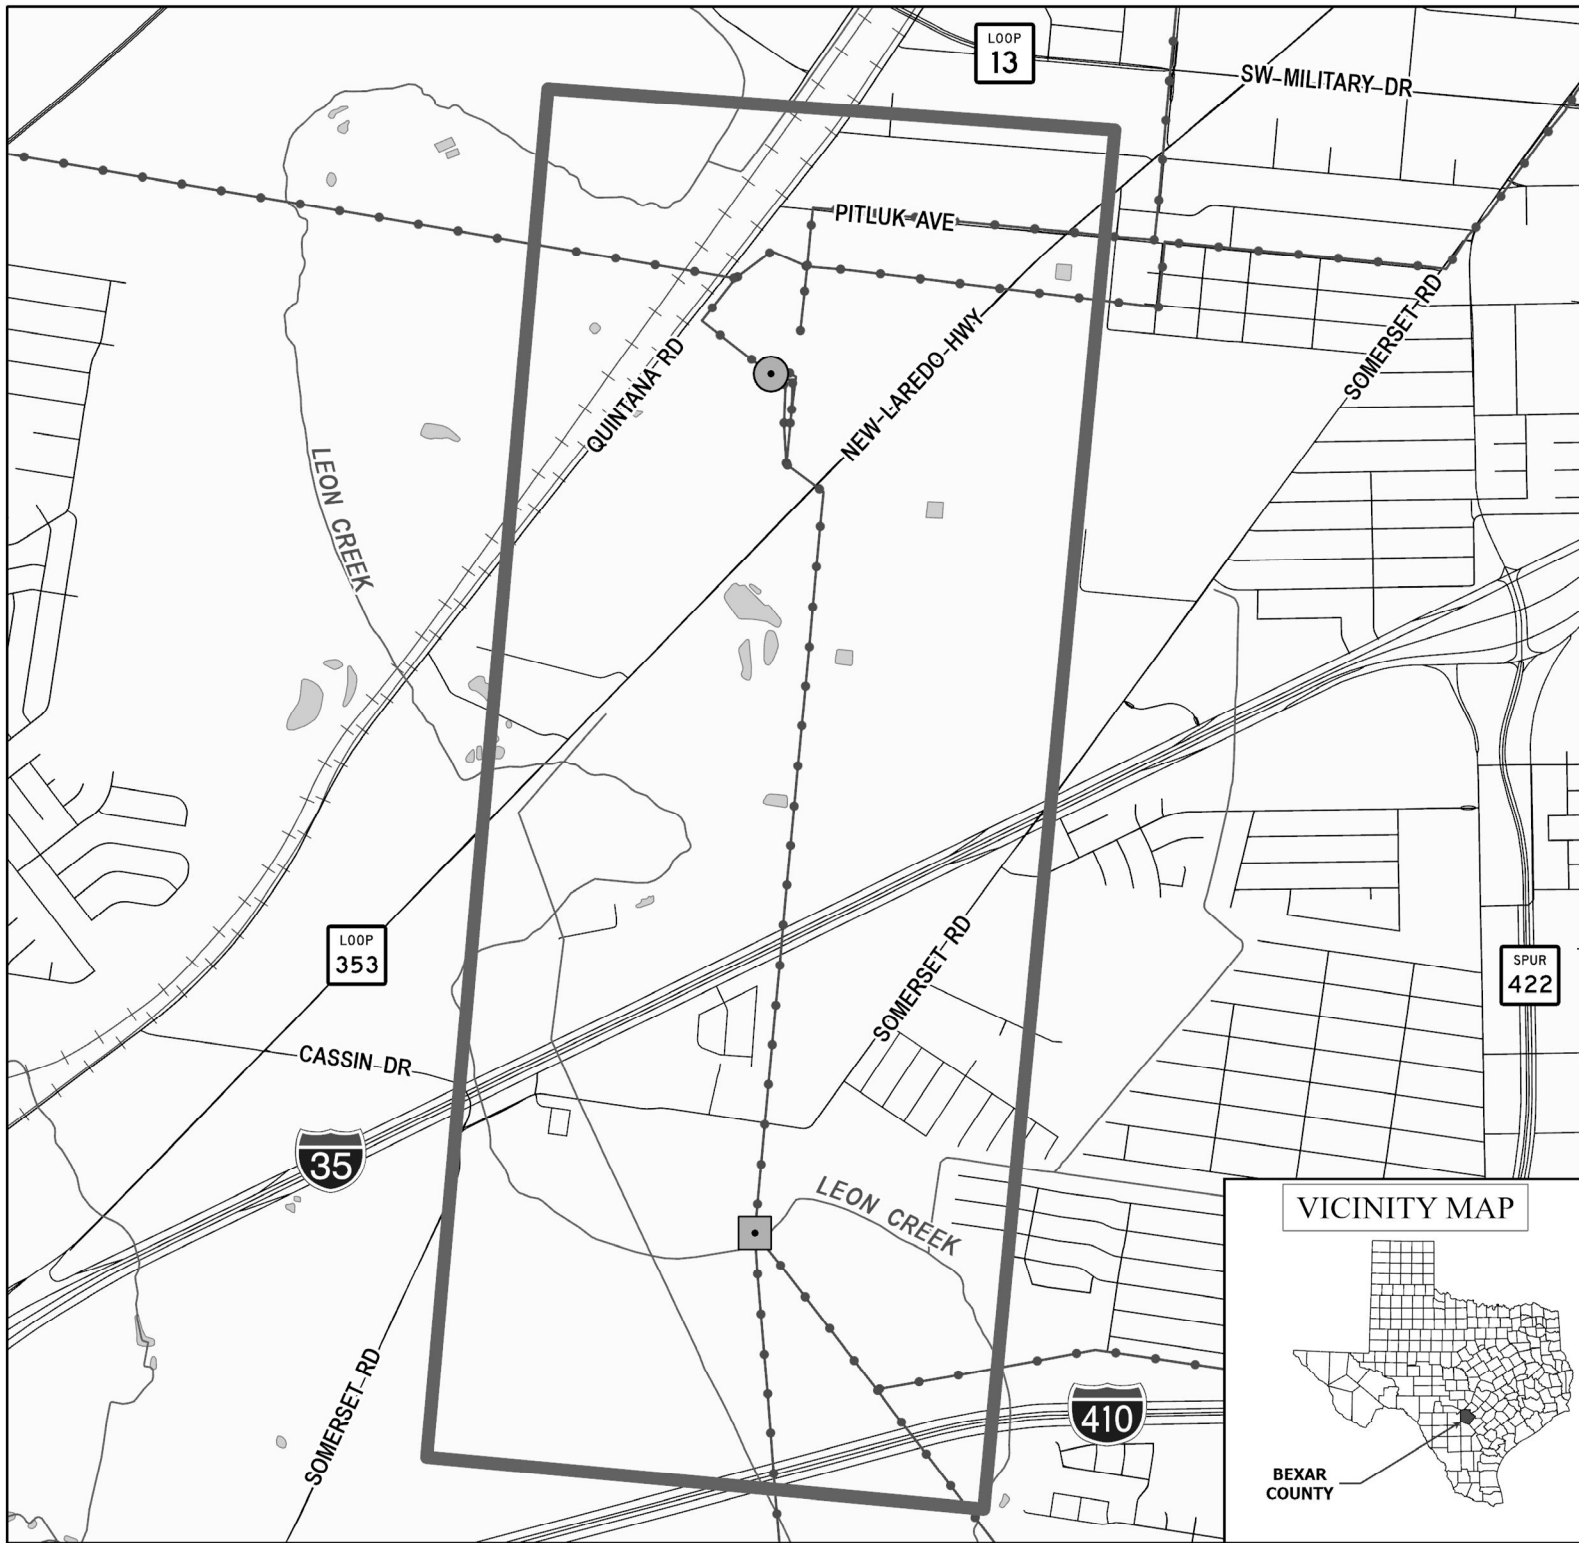 LOOP
13
SW-MILITARY-DR
PITLUK-AVE
SOMERSET-RD
QUINTANA-RD
NEW-LAREDO-HWY
LEON CREEK
LOOP
353
SOMERSET-RD
SPUR
422
CASSIN-DR
35
LEON CREEK
SOMERSET-RD
410
VICINITY MAP
BEXAR
COUNTY